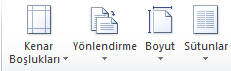 Kenar Boşlukları
Yönlendirme
Boyut
Sütunlar